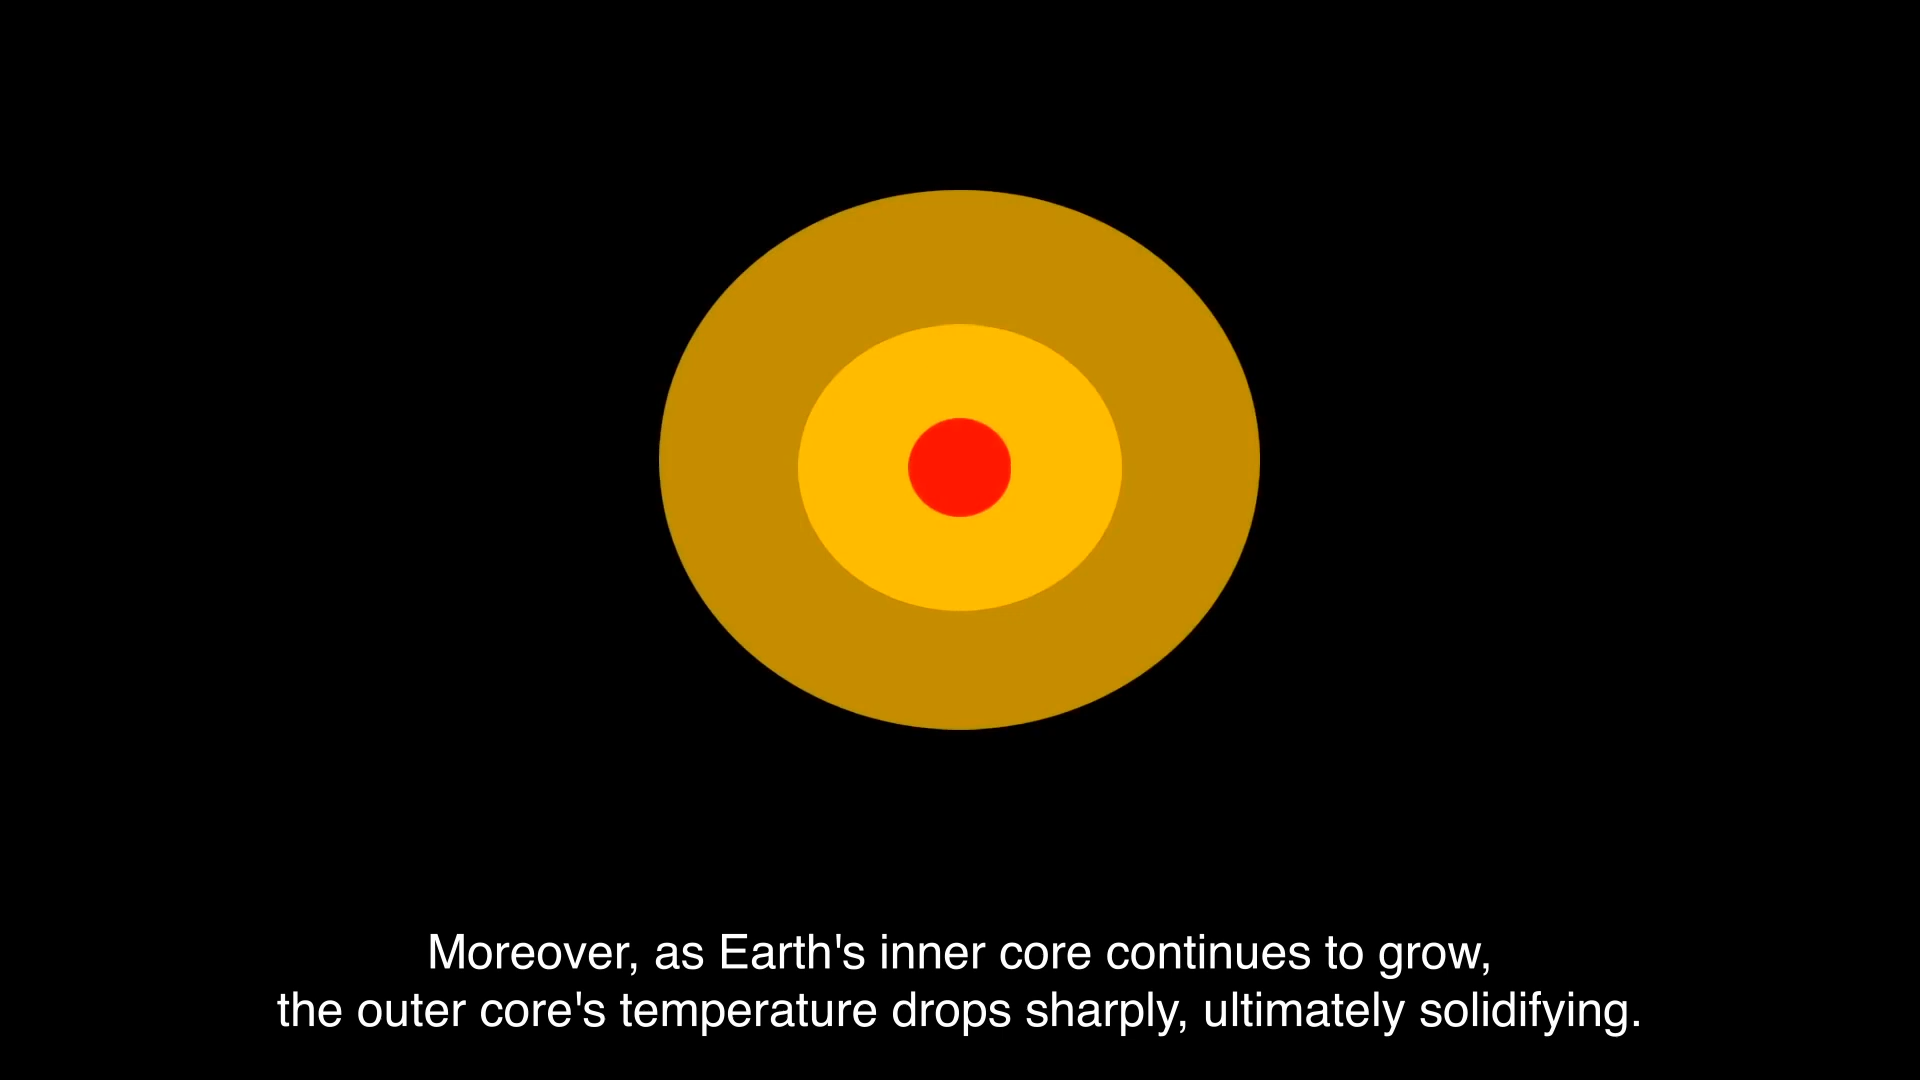 Moreover, as Earth's inner core continues to grow,
the outer core's temperature drops sharply, ultimately solidifying.